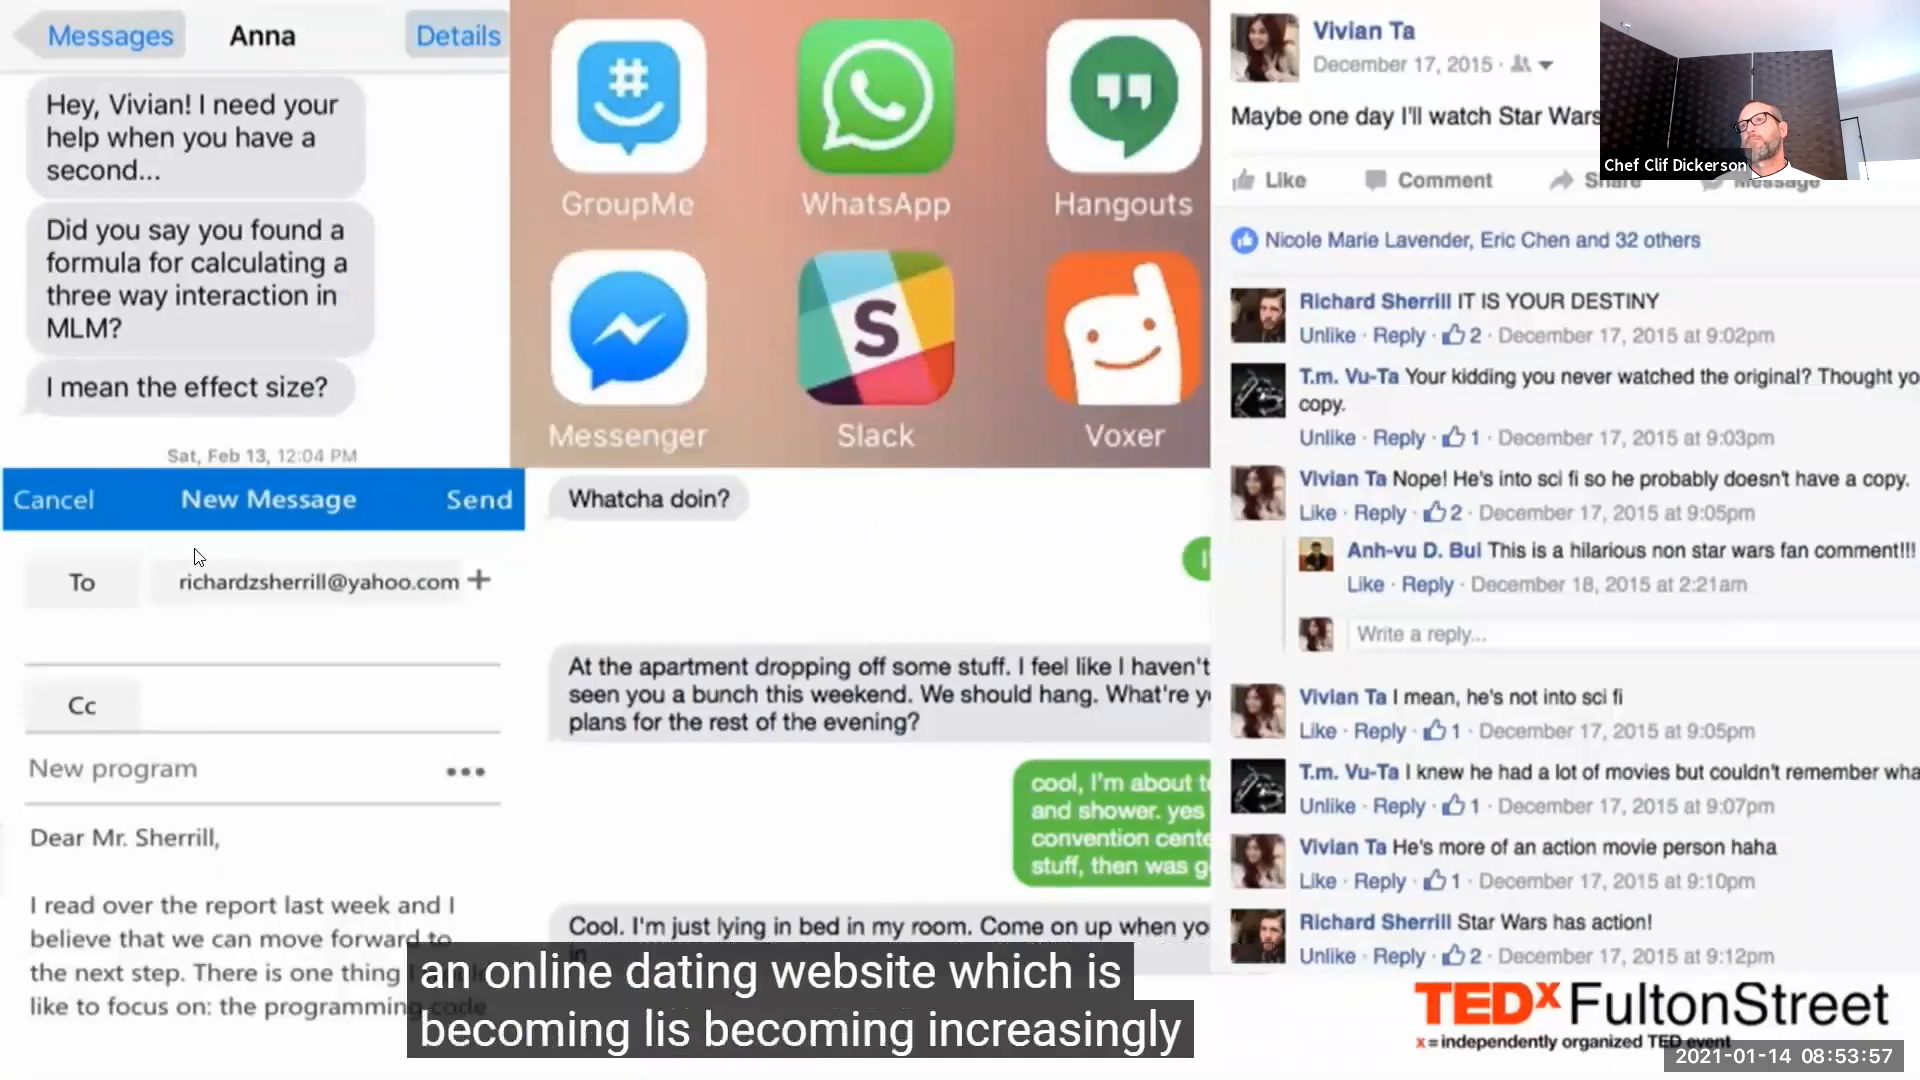 Messages
Anna
Details
Hey, Vivian! I need your
help when you have a
second...
Did you say you found a
formula for calculating a
three way interaction in
MLM?
I mean the effect size?
Sat, Feb 13, 12:04 PM
Cancel
New Message
Send
To
richardzsherrill@yahoo.com +
Cc
New program
Dear Mr. Sherrill,
I read over the report last week and I
believe that we can move forward to
the next step. There is one thing I
like to focus on: the programming code
GroupMe
WhatsApp
Hangouts
Messenger
S
Slack
Voxer
Whatcha doin?
At the apartment dropping off some stuff. I feel like I haven't
seen you a bunch this weekend. We should hang. What're
plans for the rest of the evening?
cool, I'm about
and shower. yes
convention
stuff, then was
Cool. I'm just lying in bed in my room. Come on up when
in
Vivian Ta
December 17, 2015 ·
Maybe one day I'll watch Star Wars
Like
Comment
Share
Message
Nicole Marie Lavender, Eric Chen and 32 others
Richard Sherrill IT IS YOUR DESTINY
Unlike · Reply · 2 · December 17, 2015 at 9:02pm
T.m. Vu-Ta Your kidding you never watched the original? Thought
copy.
Unlike · Reply · 1 · December 17, 2015 at 9:03pm
Vivian Ta Nope! He's into sci fi so he probably doesn't have a copy.
Like · Reply · 2 · December 17, 2015 at 9:05pm
Anh-vu D. Bui This is a hilarious non star wars fan comment!!!
Like · Reply · December 18, 2015 at 2:21am
Write a reply...
Vivian Ta I mean, he's not into sci fi
Like · Reply · 1 · December 17, 2015 at 9:05pm
T.m. Vu-Ta I knew he had a lot of movies but couldn't remember
Unlike · Reply · 1 · December 17, 2015 at 9:07pm
Vivian Ta He's more of an action movie person haha
Like · Reply · 1 · December 17, 2015 at 9:10pm
Richard Sherrill Star Wars has action!
Unlike · Reply · 2 · December 17, 2015 at 9:12pm
Chef Clif Dickerson
an online dating website which is
becoming lis becoming increasingly
TEDx FultonStreet
x = independently organized TED event
2021-01-14 08:53:57